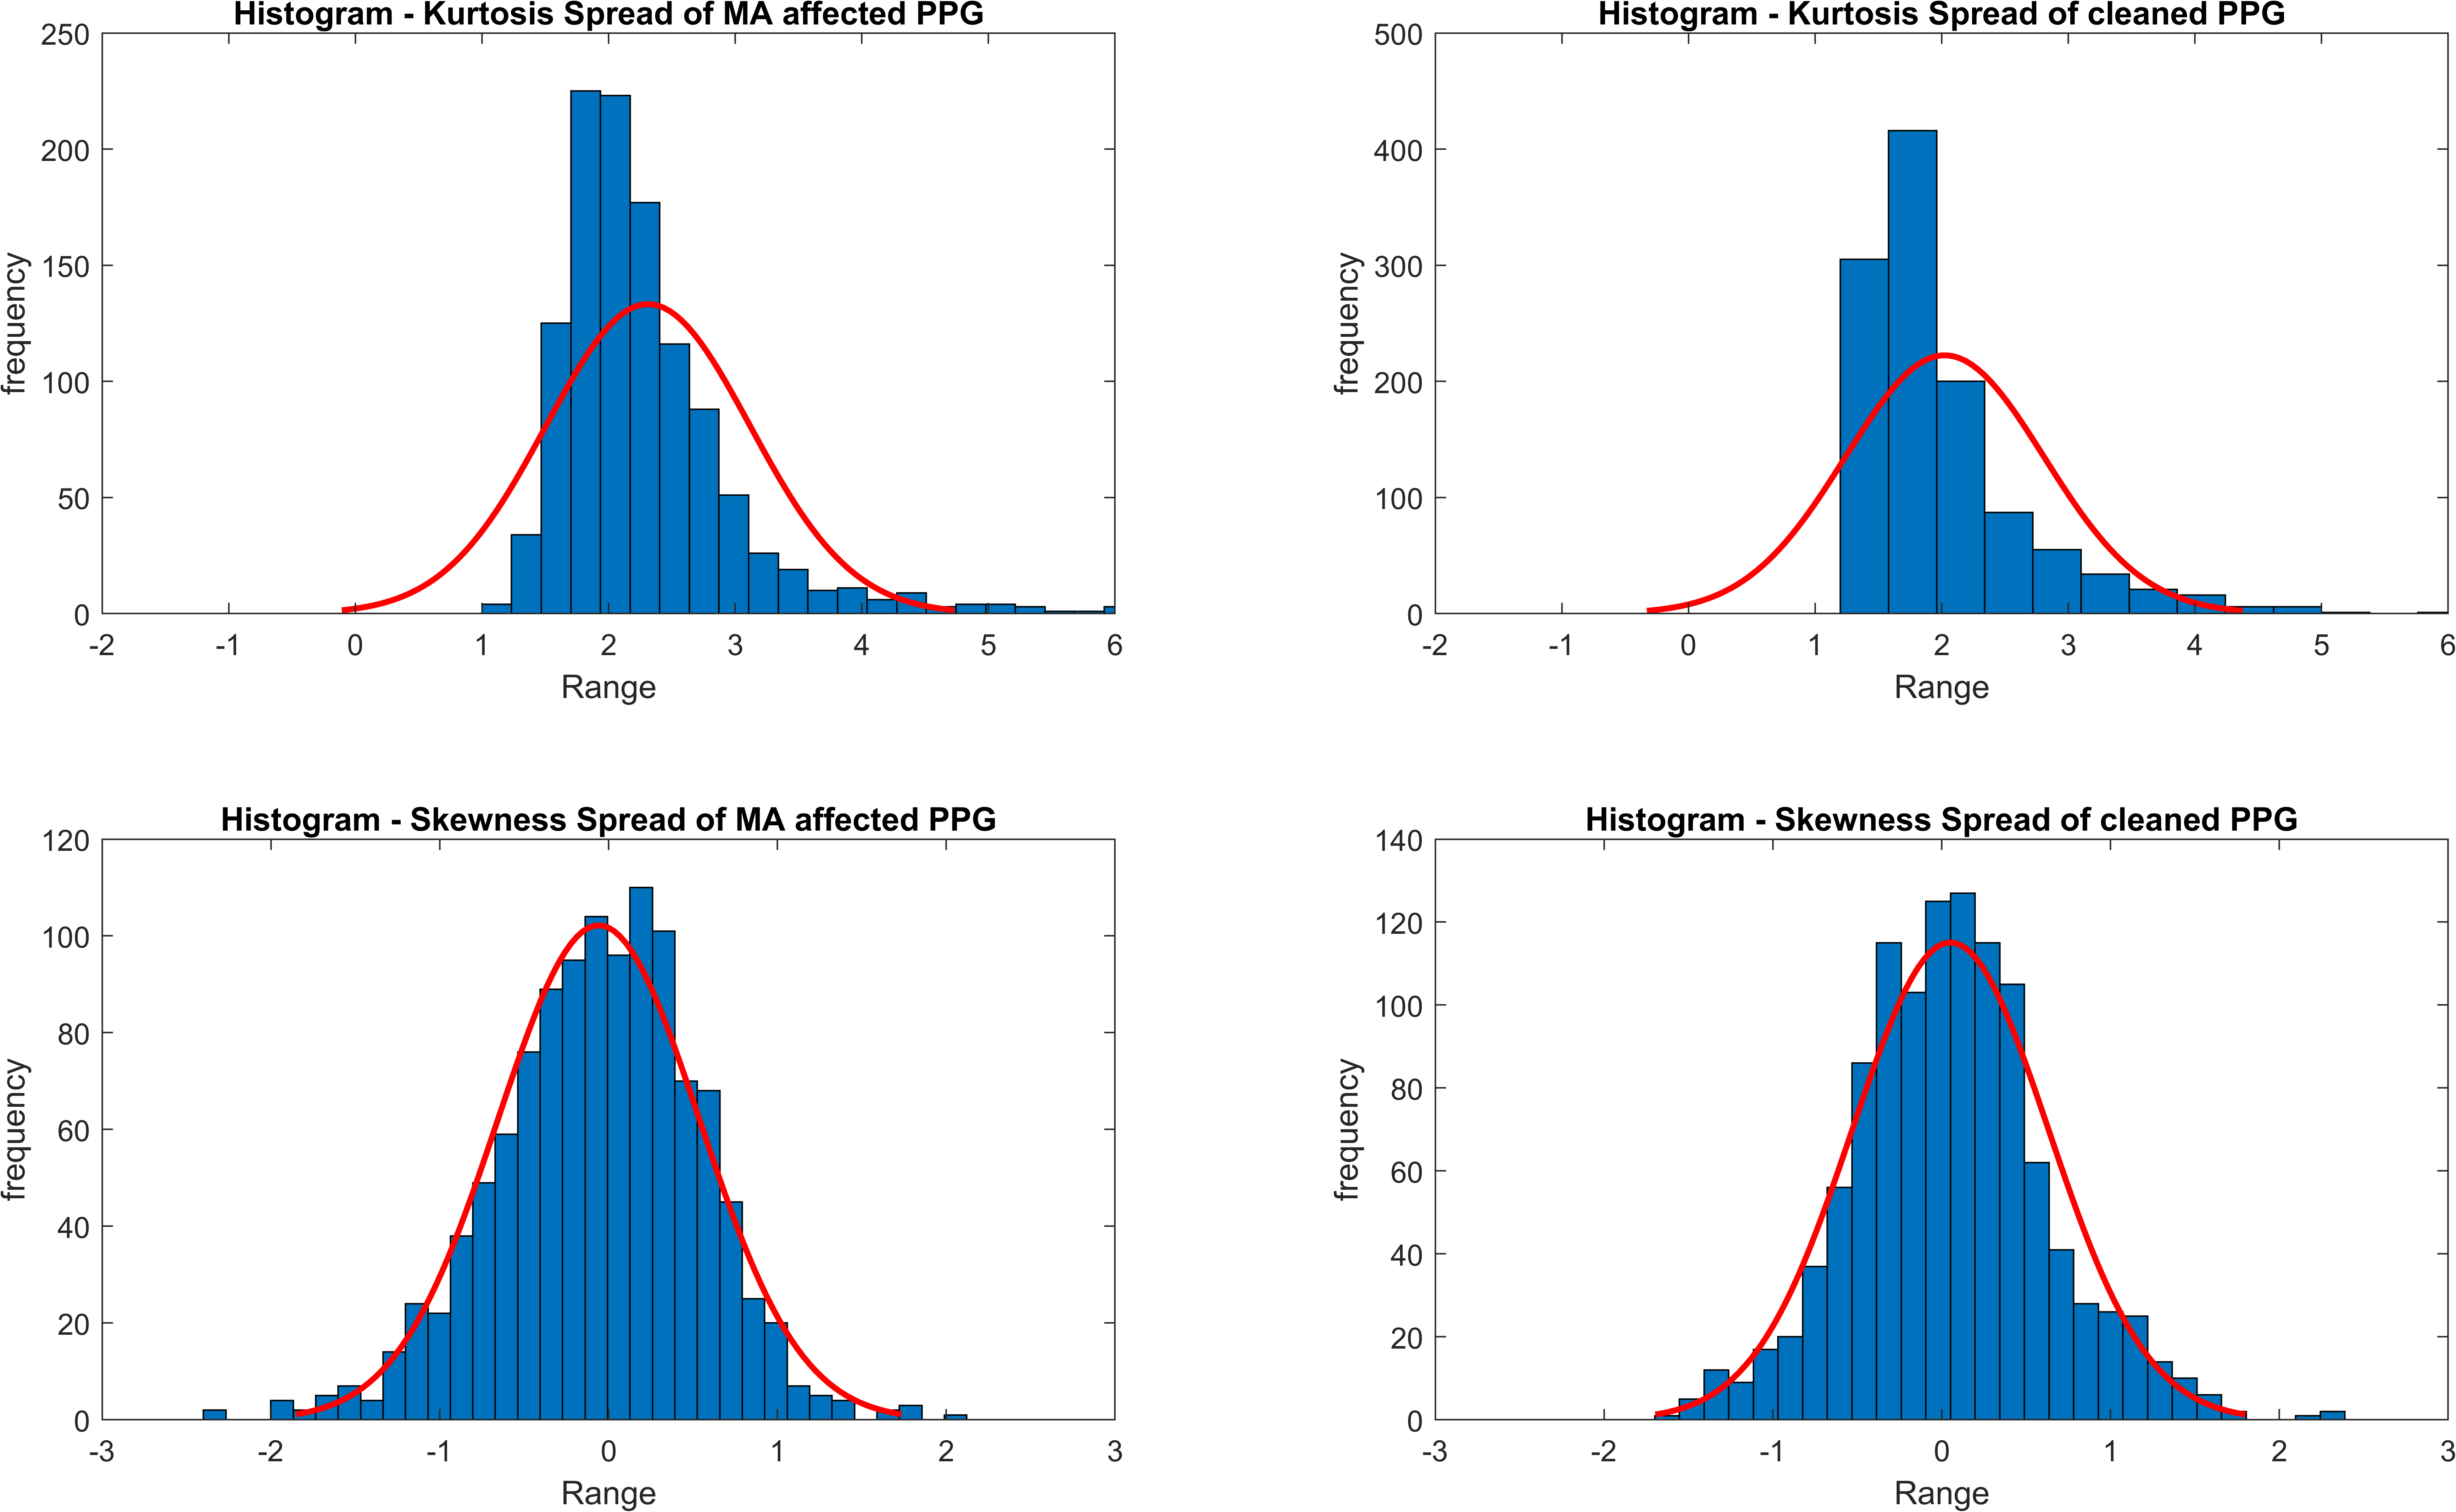 Histogram - Kurtosis Spread of MA affected PPG
250
200
150
100
50
0
frequency
-2 -1 0 1 2 3 4 5 6
Range
Histogram - Kurtosis Spread of cleaned PPG
500
400
300
200
100
0
frequency
-2 -1 0 1 2 3 4 5 6
Range
Histogram - Skewness Spread of MA affected PPG
120
100
80
60
40
20
0
frequency
-3 -2 -1 0 1 2 3
Range
Histogram - Skewness Spread of cleaned PPG
140
120
100
80
60
40
20
0
frequency
-3 -2 -1 0 1 2 3
Range